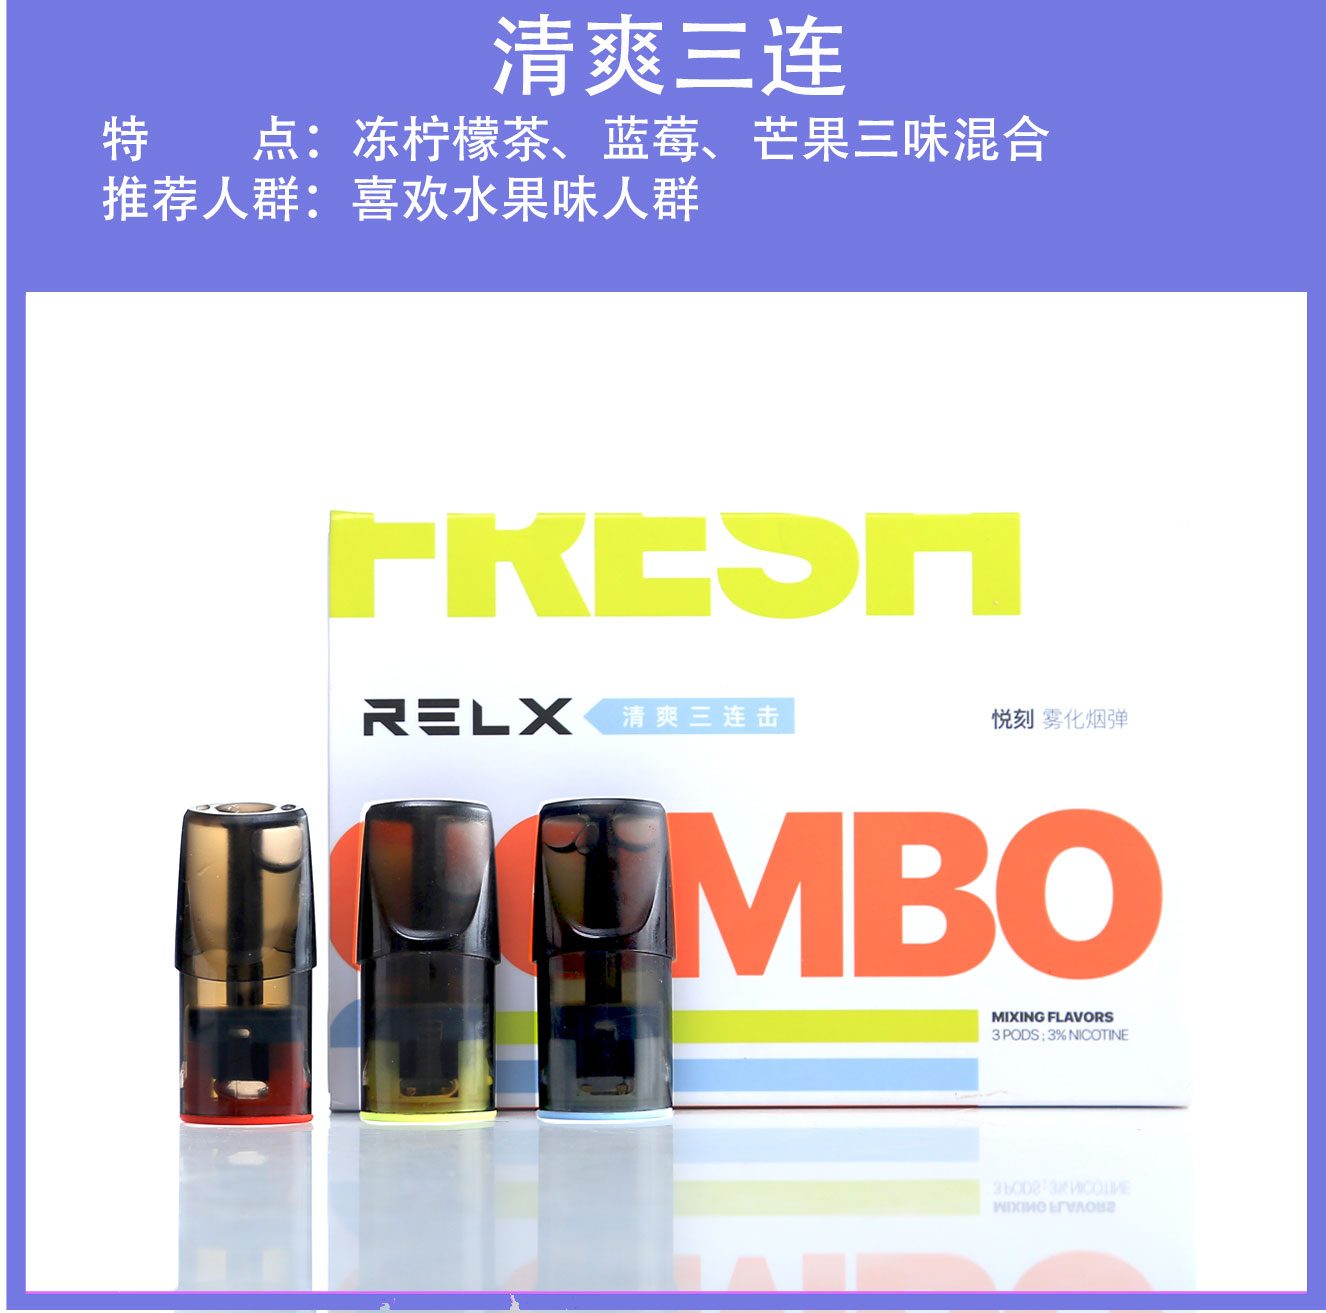 清爽三连
特 点：冻柠檬茶、蓝莓、芒果三味混合
推荐人群：喜欢水果味人群
FRESH
RELX 清爽三连击 悦刻 雾化烟弹
COMBO
MIXING FLAVORS
3 PODS ; 3% NICOTINE